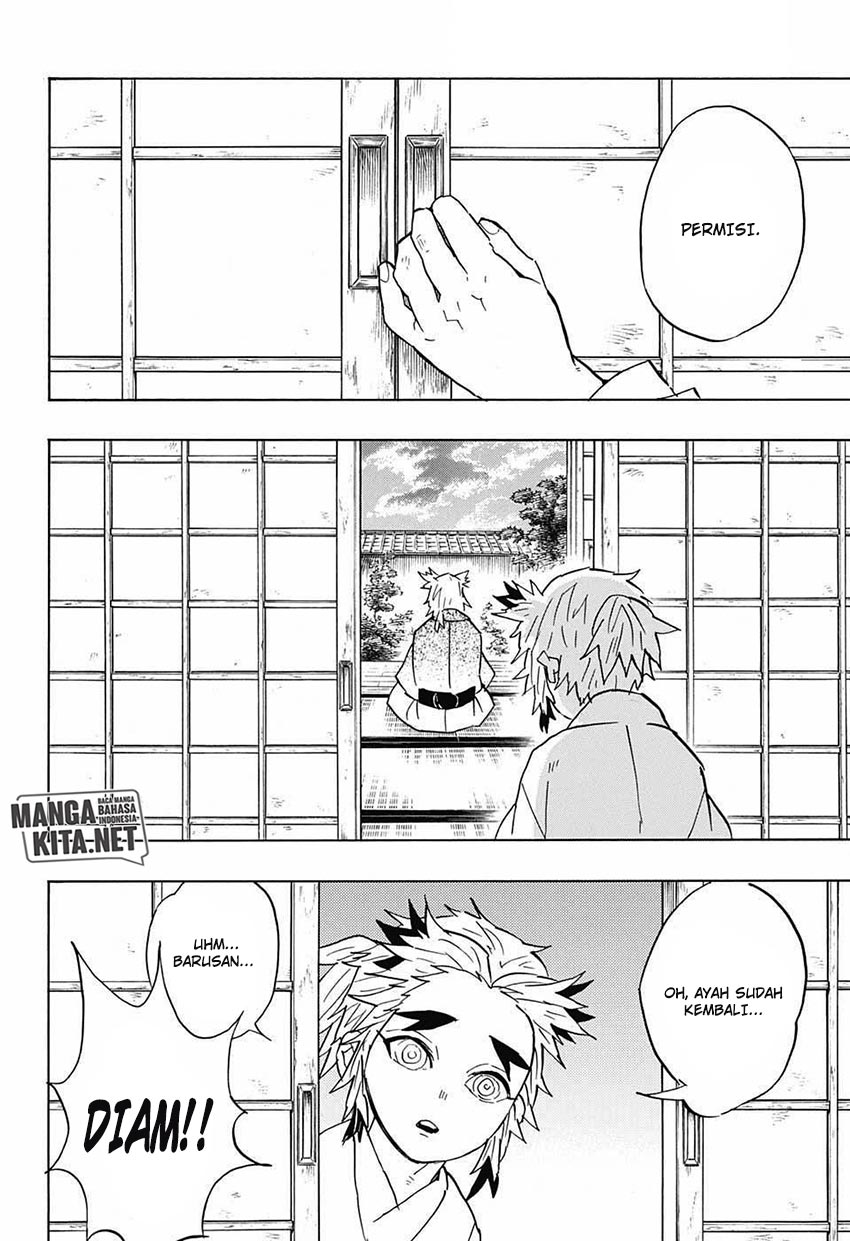 PERMISI.
MANGA
KITA.NET
BACA MANGA
BAHASA
INDONESIA
OH, AYAH SUDAH
KEMBALI...
UHM...
BARUSAN...
DIAM!!